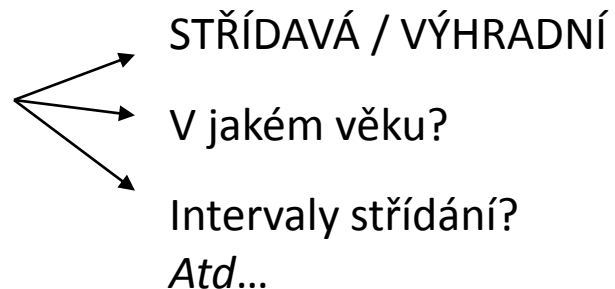 STŘÍDAVÁ / VÝHRADNÍ
V jakém věku?
Intervaly střídání?
Atd...